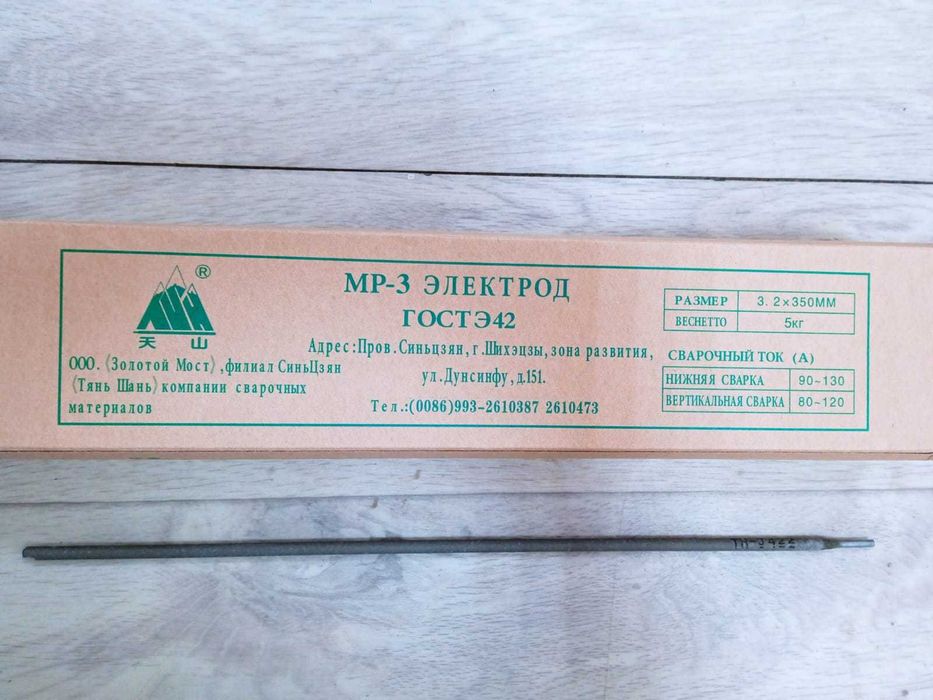 ®
天山
ООО.《Золотой Мост》,филиал СиньЦзян
《Тянь Шань》компании сварочных
материалов
МР-3 ЭЛЕКТРОД
ГОСТЭ42
Адрес:Пров.Синьцзян,г.Шихэцзы,зона развития,
ул.Дунсинфу,д.151.
Тел.:(0086)993-2610387 2610473
РАЗМЕР 3.2×350ММ
ВЕСНЕТТО 5кг
СВАРОЧНЫЙ ТОК (А)
НИЖНЯЯ СВАРКА 90~130
ВЕРТИКАЛЬНАЯ СВАРКА 80~120